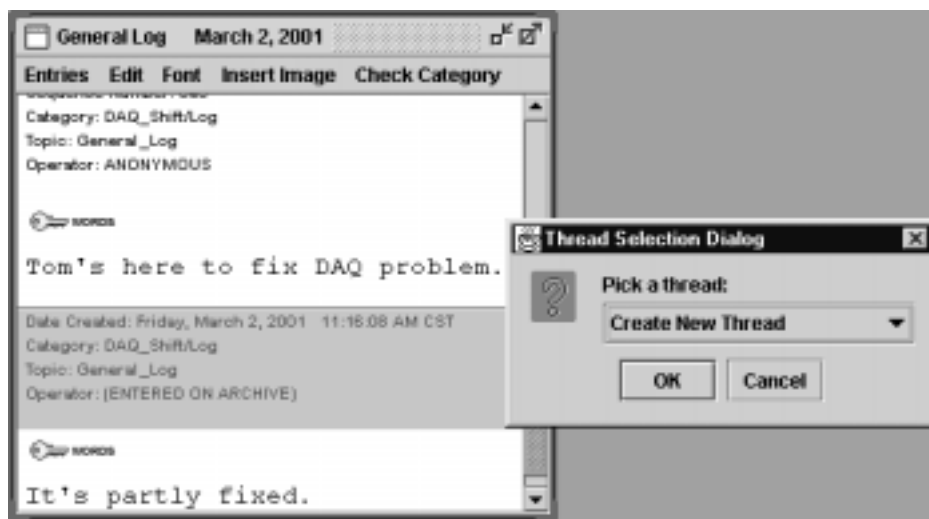 General Log March 2, 2001
Entries Edit Font Insert Image Check Category
Category: DAQ_Shift/Log
Topic: General_Log
Operator: ANONYMOUS
WORDS
Tom's here to fix DAQ problem.
Date Created: Friday, March 2, 2001 11:16:08 AM CST
Category: DAQ_Shift/Log
Topic: General_Log
Operator: (ENTERED ON ARCHIVE)
WORDS
It's partly fixed.
Thread Selection Dialog
Pick a thread:
Create New Thread
OK Cancel